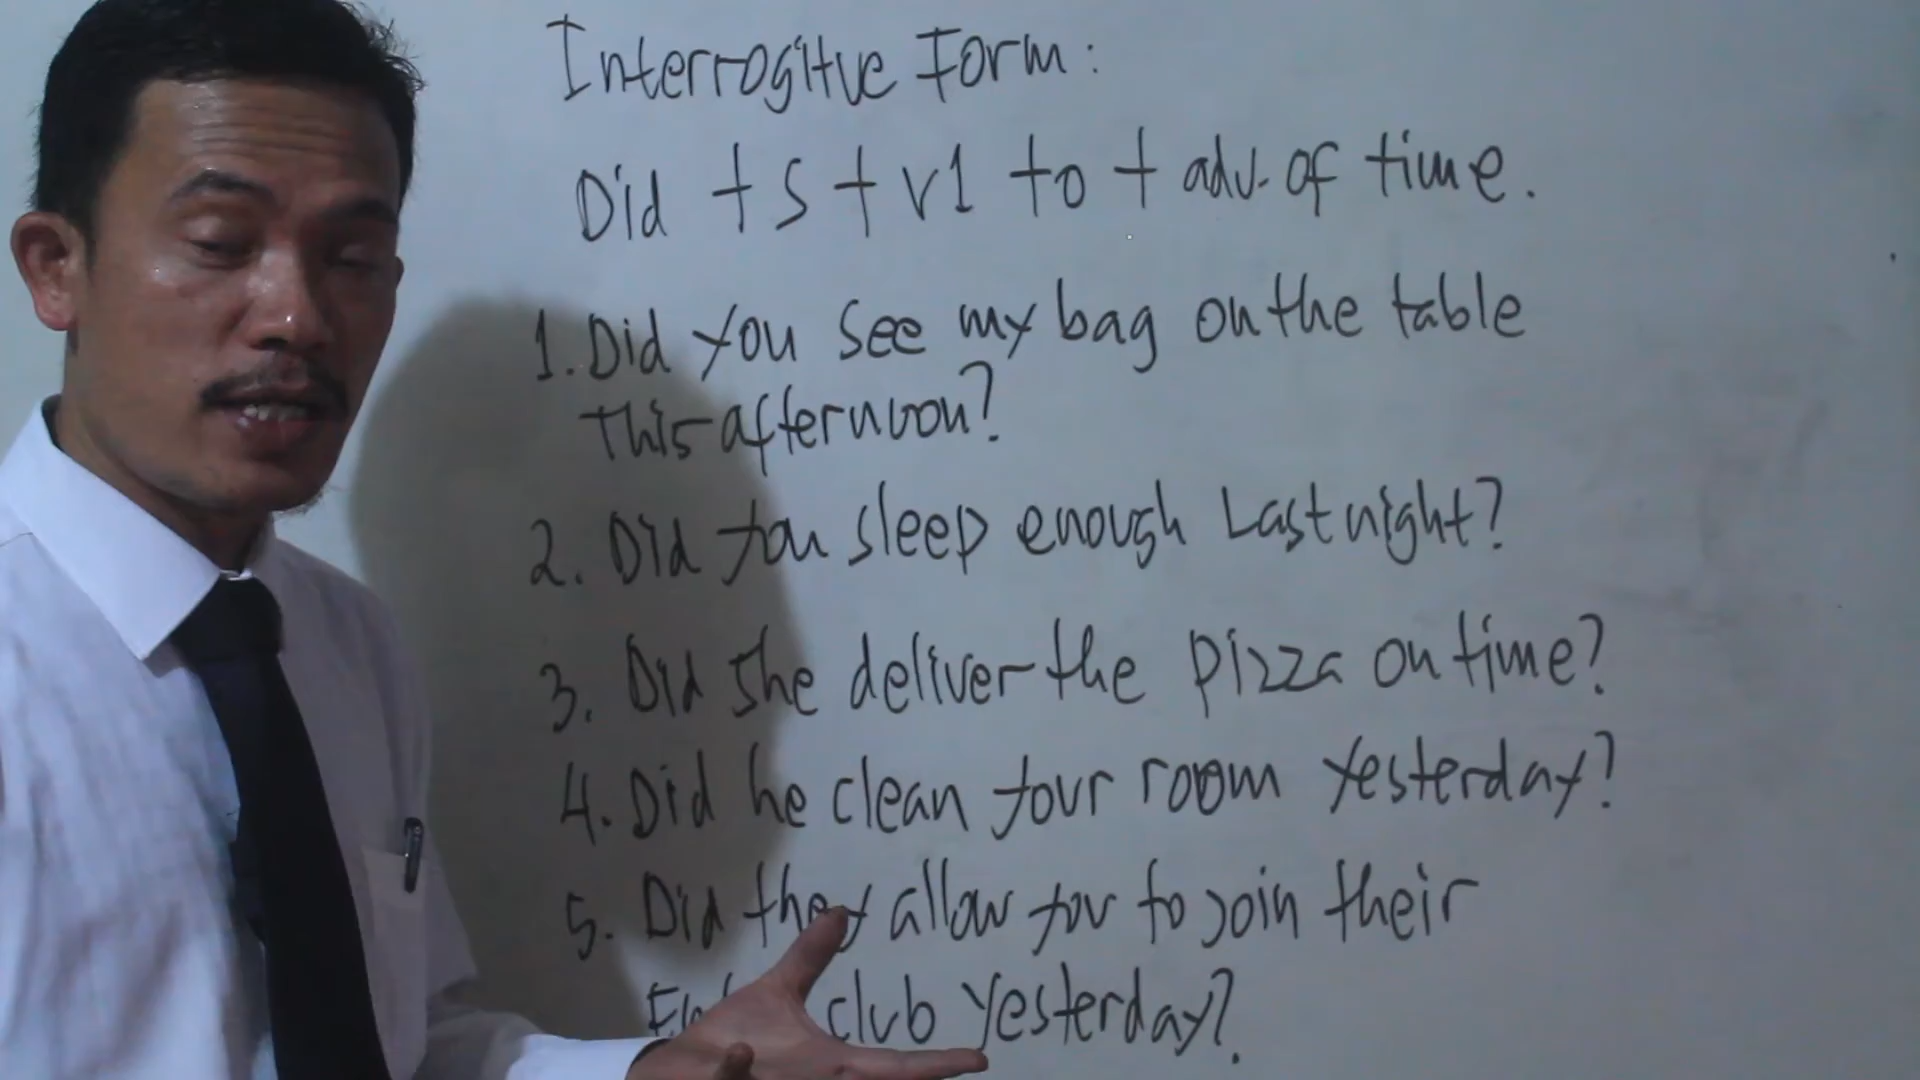 Interrogitive Form:
Did + S + V1 to + adv. of time.
1. Did you see my bag on the table
this afternoon?
2. Did you sleep enough Last night?
3. Did she deliver the pizza on time?
4. Did he clean your room yesterday?
5. Did they allow you to join their
club yesterday?